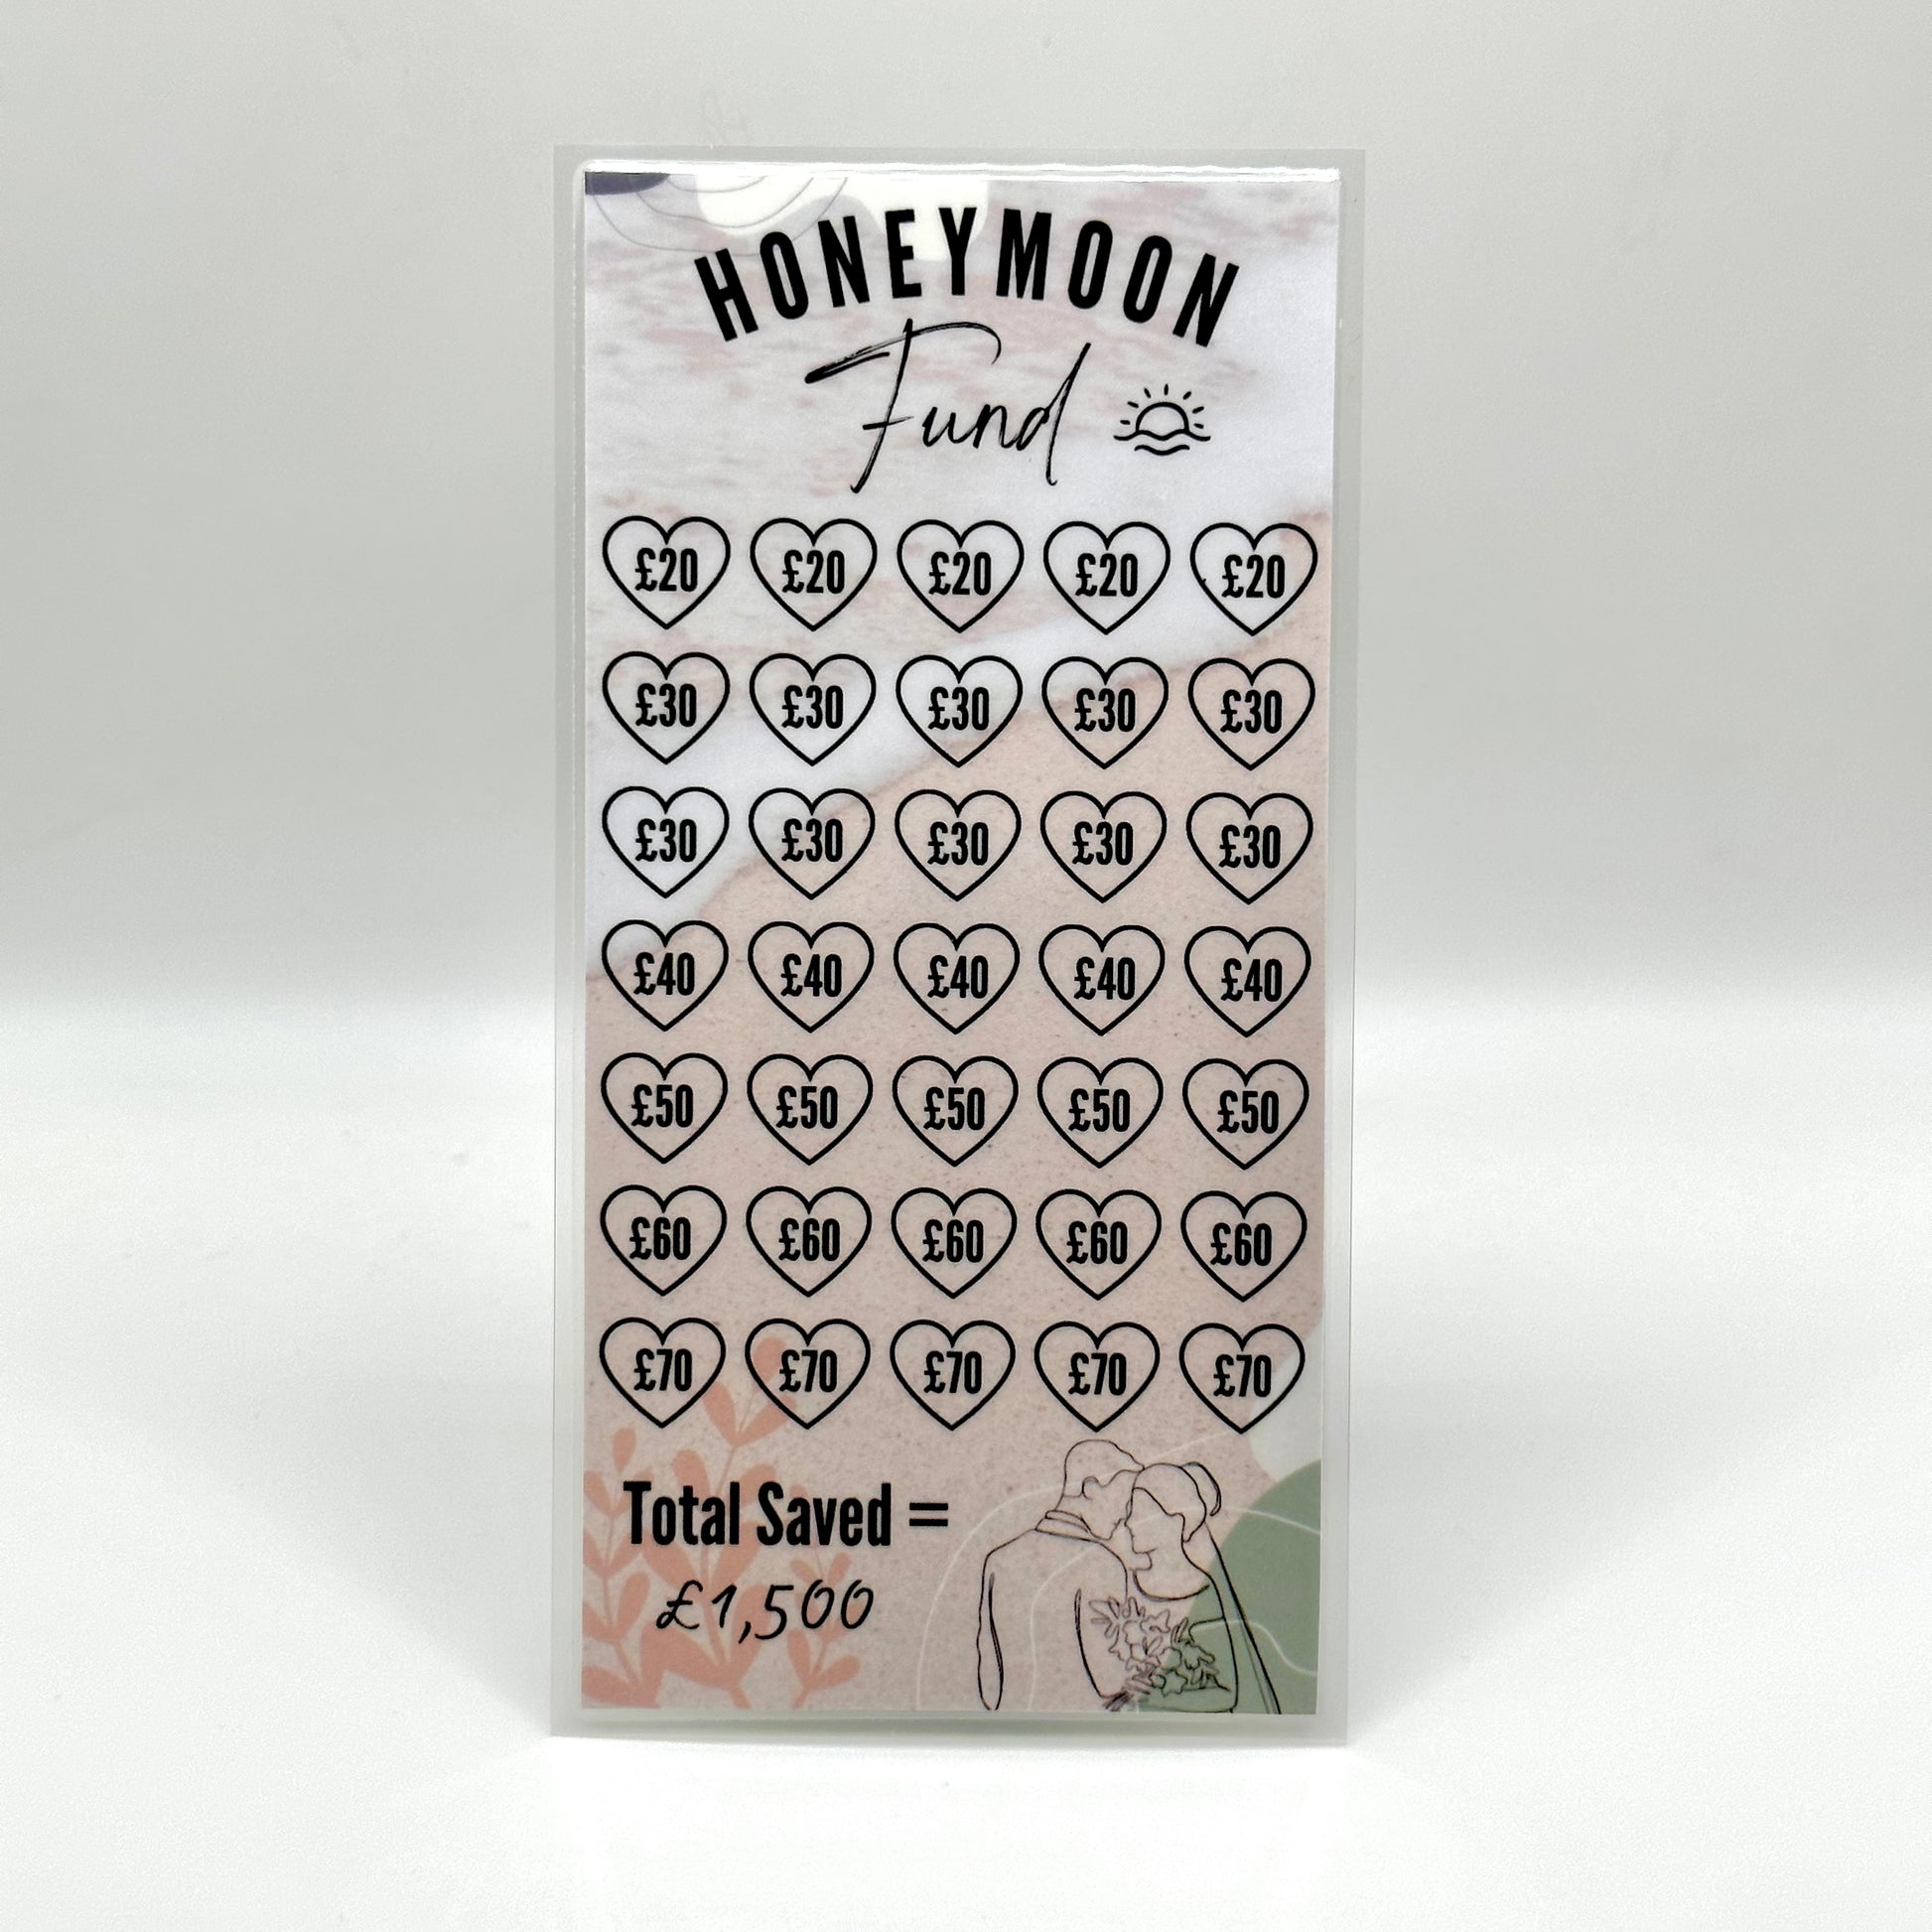 HONEYMOON
Fund
£20 £20 £20 £20 £20
£30 £30 £30 £30 £30
£30 £30 £30 £30 £30
£40 £40 £40 £40 £40
£50 £50 £50 £50 £50
£60 £60 £60 £60 £60
£70 £70 £70 £70 £70
Total Saved =
£1,500